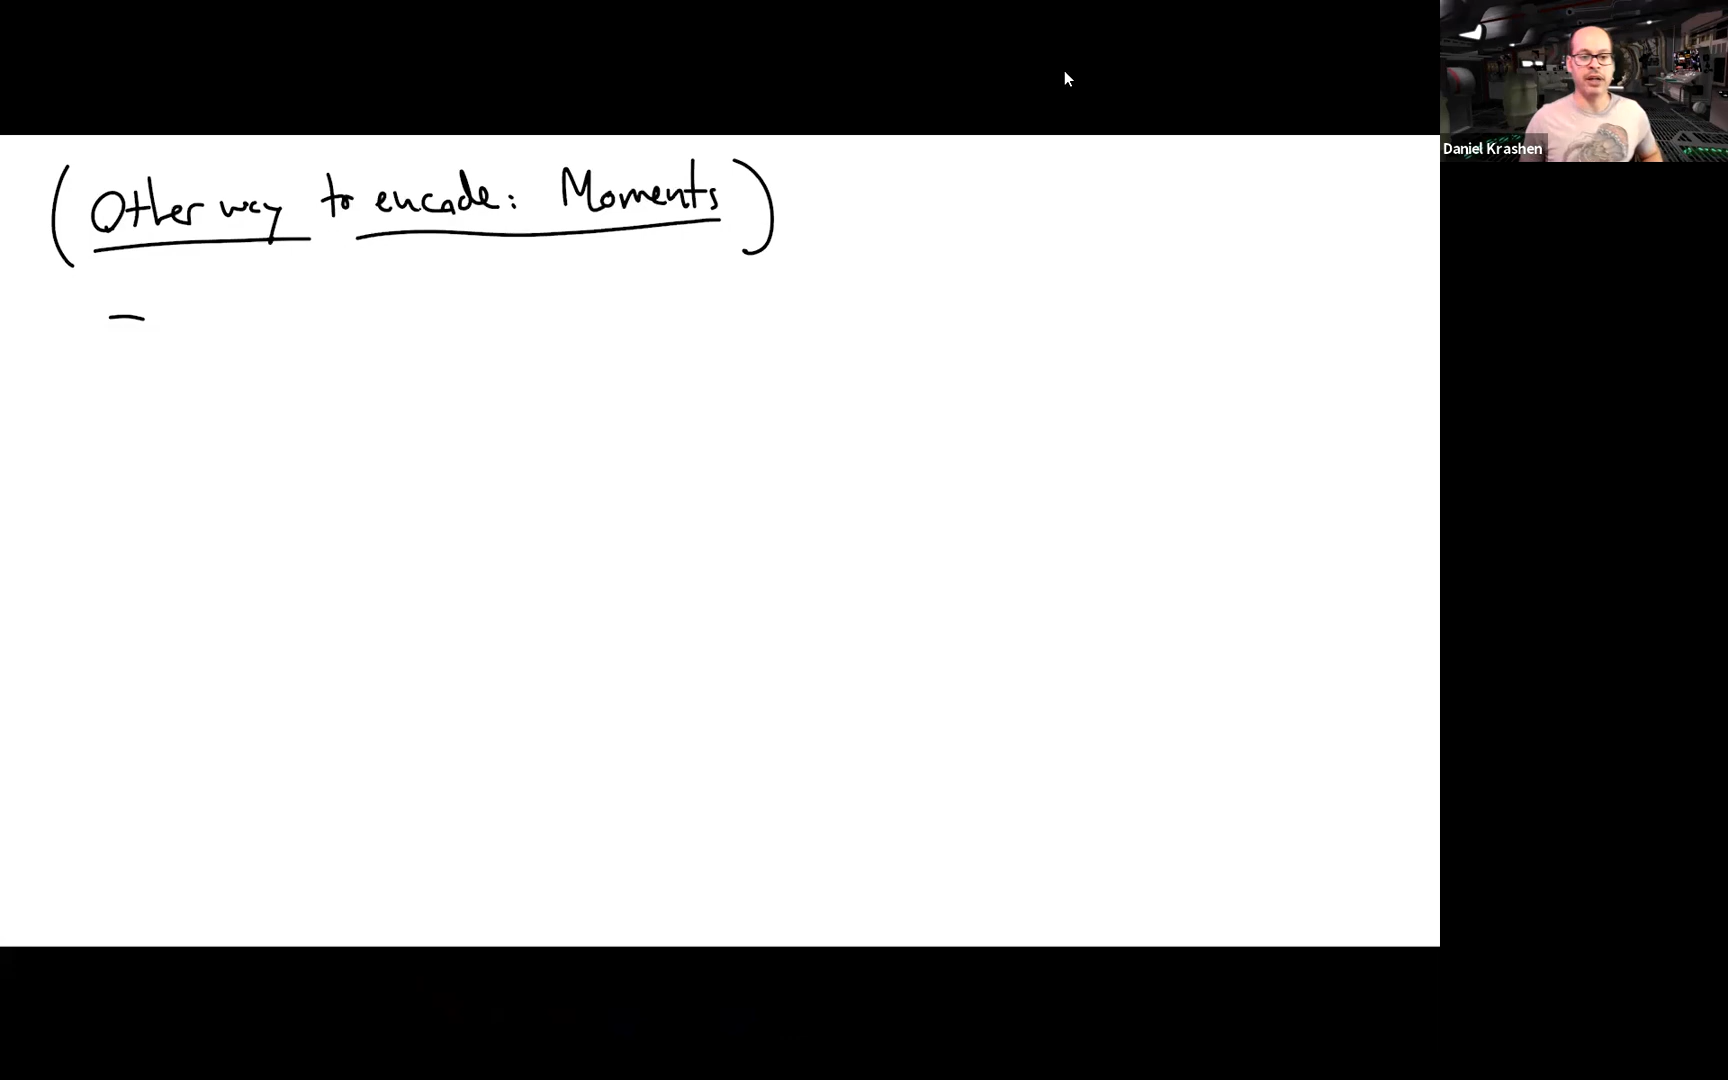 (Other way to encode: Moments)
—
Daniel Krashen